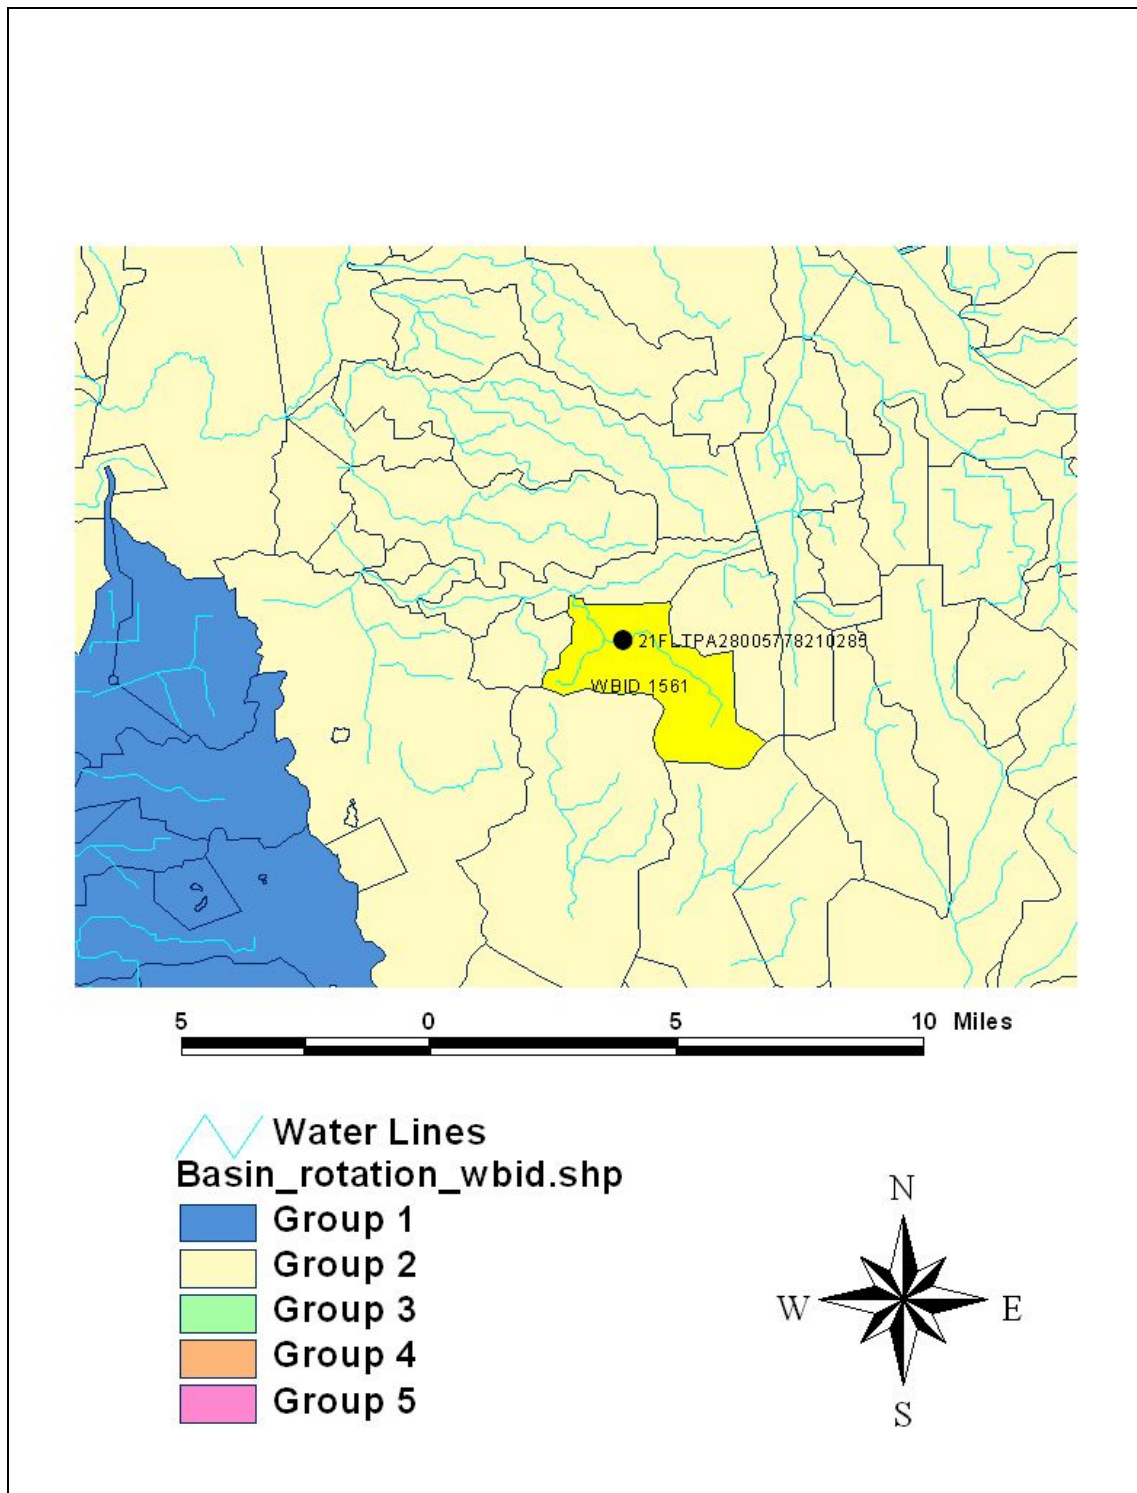 21FLTPA28005778210285
WBID 1561
5 0 5 10 Miles
Water Lines
Basin_rotation_wbid.shp
Group 1
Group 2
Group 3
Group 4
Group 5
N
W E
S